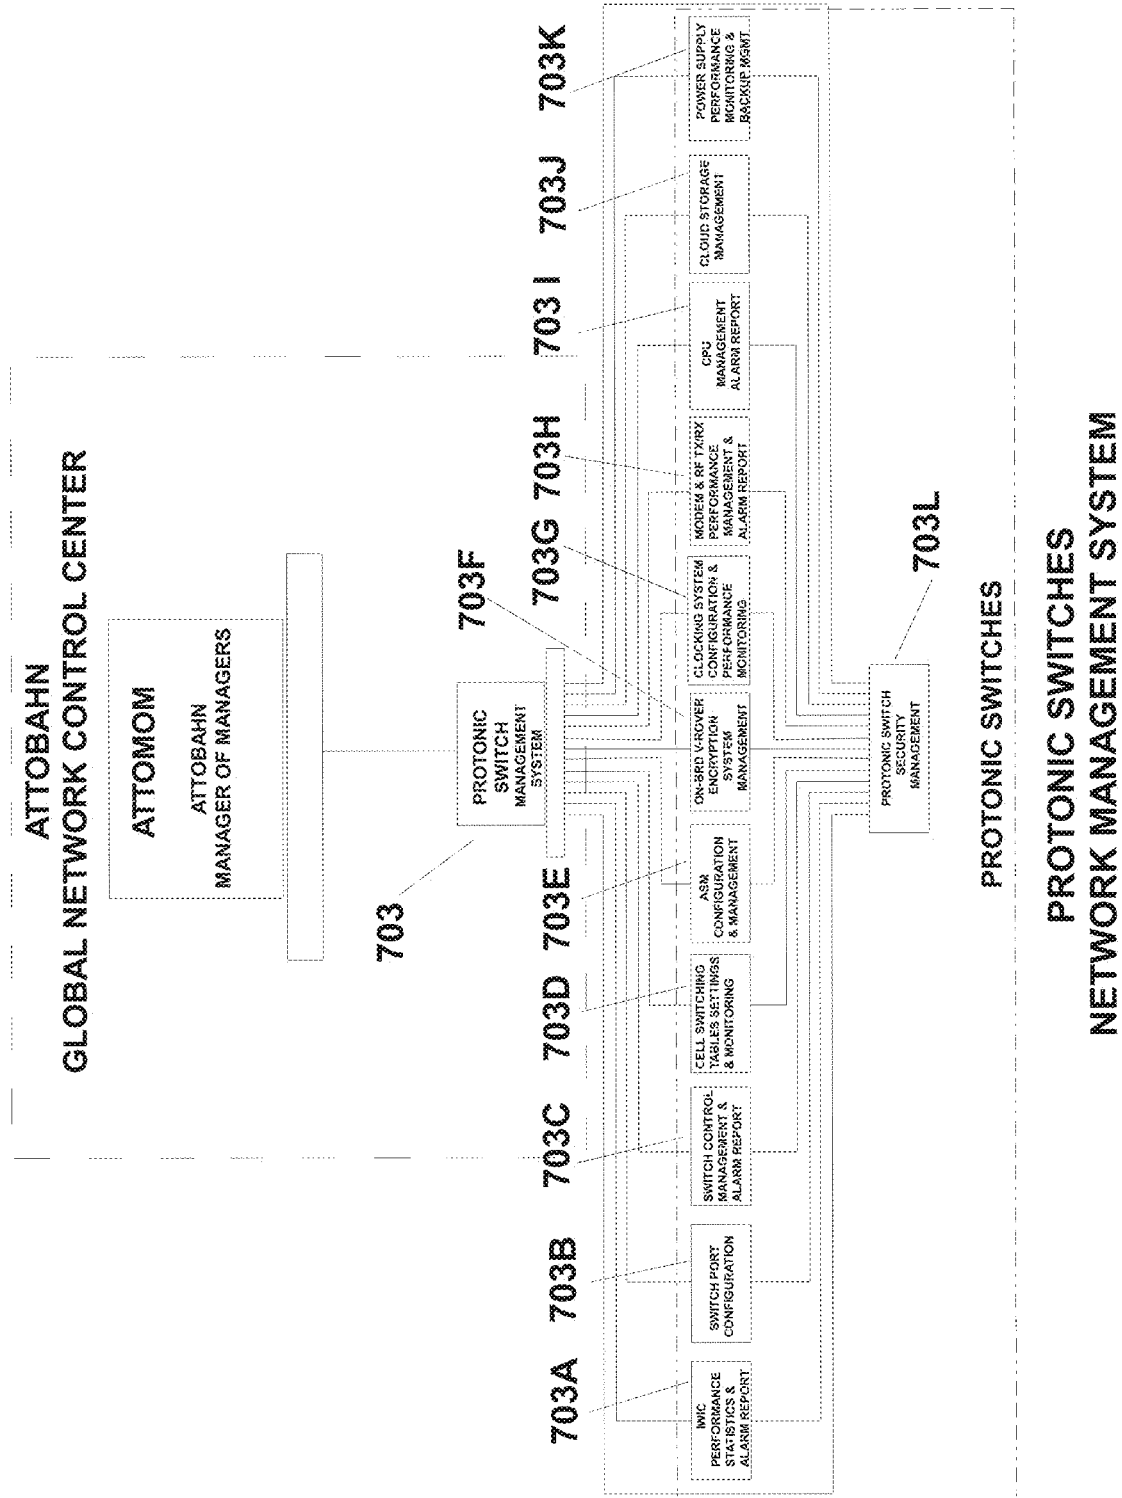 ATTOBAHN
GLOBAL NETWORK CONTROL CENTER
ATTOMOM
ATTOBAHN
MANAGER OF MANAGERS
703
PROTONIC
SWITCH
MANAGEMENT
SYSTEM
703A
703B
703C
703D
703E
703F
703G
703H
703 I
703J
703K
IWIC
PERFORMANCE
STATISTICS &
ALARM REPORT
SWITCH PORT
CONFIGURATION
SWITCH CONTROL
MANAGEMENT &
ALARM REPORT
CELL SWITCHING
TABLES SETTINGS
& MONITORING
ASM
CONFIGURATION
& MANAGEMENT
ON-BRD V-ROVER
ENCRYPTION
SYSTEM
MANAGEMENT
CLOCKING SYSTEM
CONFIGURATION &
PERFORMANCE
MONITORING
MODEM & RF TX/RX
PERFORMANCE
MANAGEMENT &
ALARM REPORT
CPU
MANAGEMENT
ALARM REPORT
CLOUD STORAGE
MANAGEMENT
POWER SUPPLY
PERFORMANCE
MONITORING &
BACKUP MGMT
PROTONIC SWITCH
SECURITY
MANAGEMENT
703L
PROTONIC SWITCHES
PROTONIC SWITCHES
NETWORK MANAGEMENT SYSTEM